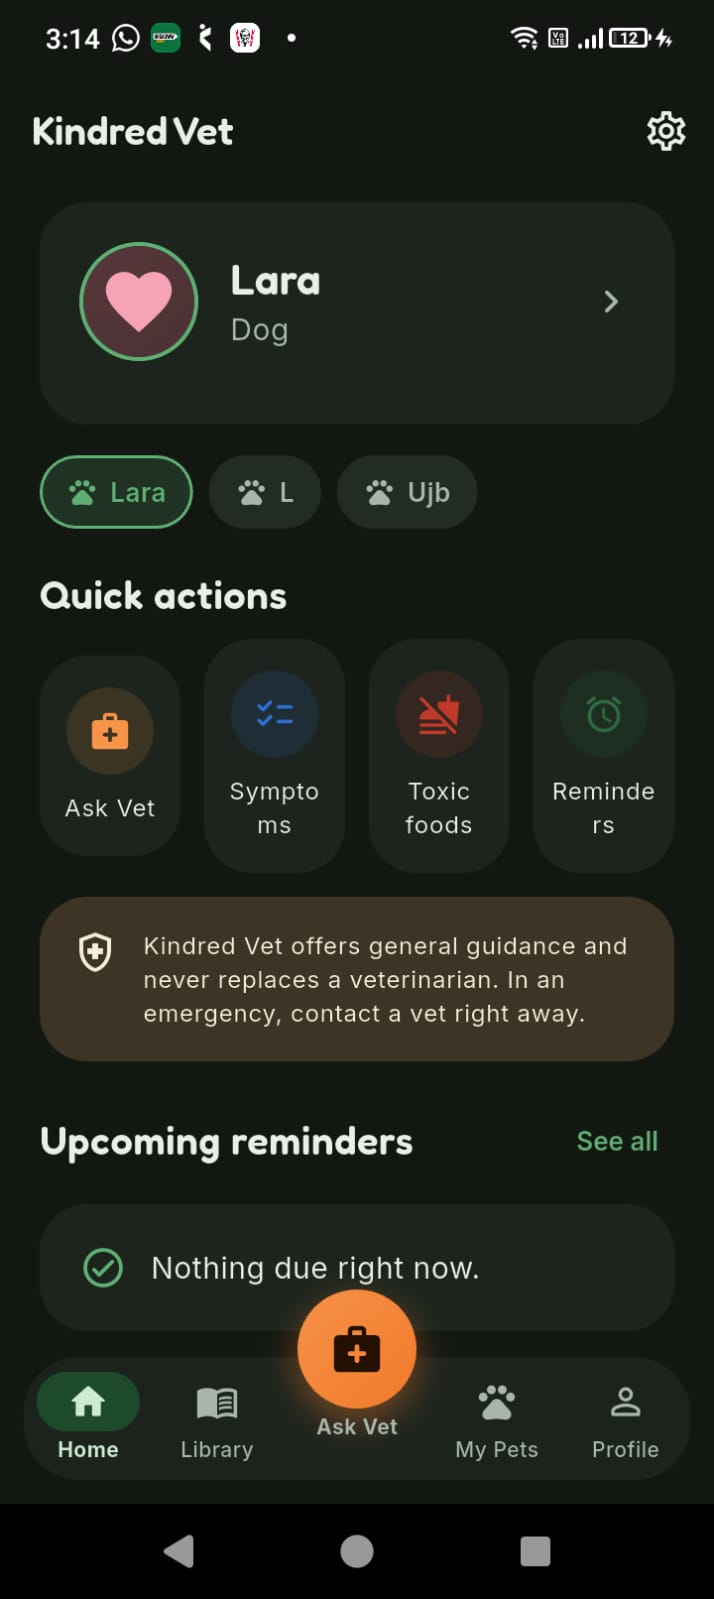 3:14
12
Kindred Vet
Lara
Dog
Lara
L
Ujb
Quick actions
Ask Vet
Sympto
ms
Toxic
foods
Reminde
rs
Kindred Vet offers general guidance and
never replaces a veterinarian. In an
emergency, contact a vet right away.
Upcoming reminders
See all
Nothing due right now.
Home
Library
Ask Vet
My Pets
Profile